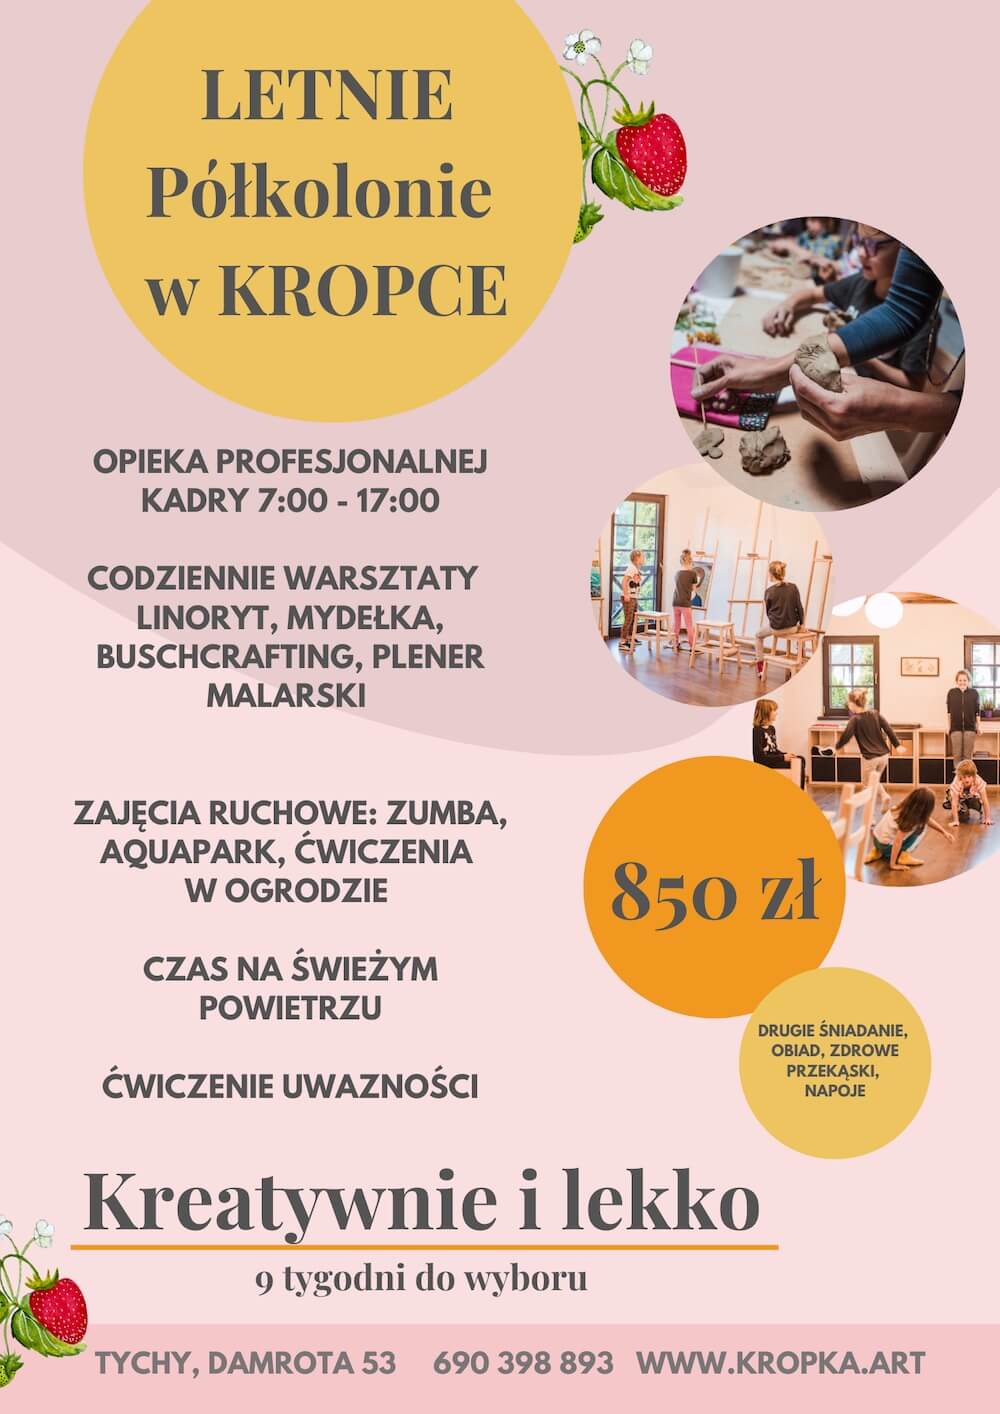 LETNIE
Półkolonie
w KROPCE
OPIEKA PROFESJONALNEJ
KADRY 7:00 - 17:00
CODZIENNIE WARSZTATY
LINORYT, MYDEŁKA,
BUSCHCRAFTING, PLENER
MALARSKI
ZAJĘCIA RUCHOWE: ZUMBA,
AQUAPARK, ĆWICZENIA
W OGRODZIE
CZAS NA ŚWIEŻYM
POWIETRZU
ĆWICZENIE UWAZNOŚCI
850 zł
DRUGIE ŚNIADANIE,
OBIAD, ZDROWE
PRZEKĄSKI,
NAPOJE
Kreatywnie i lekko
9 tygodni do wyboru
TYCHY, DAMROTA 53 690 398 893 WWW.KROPKA.ART